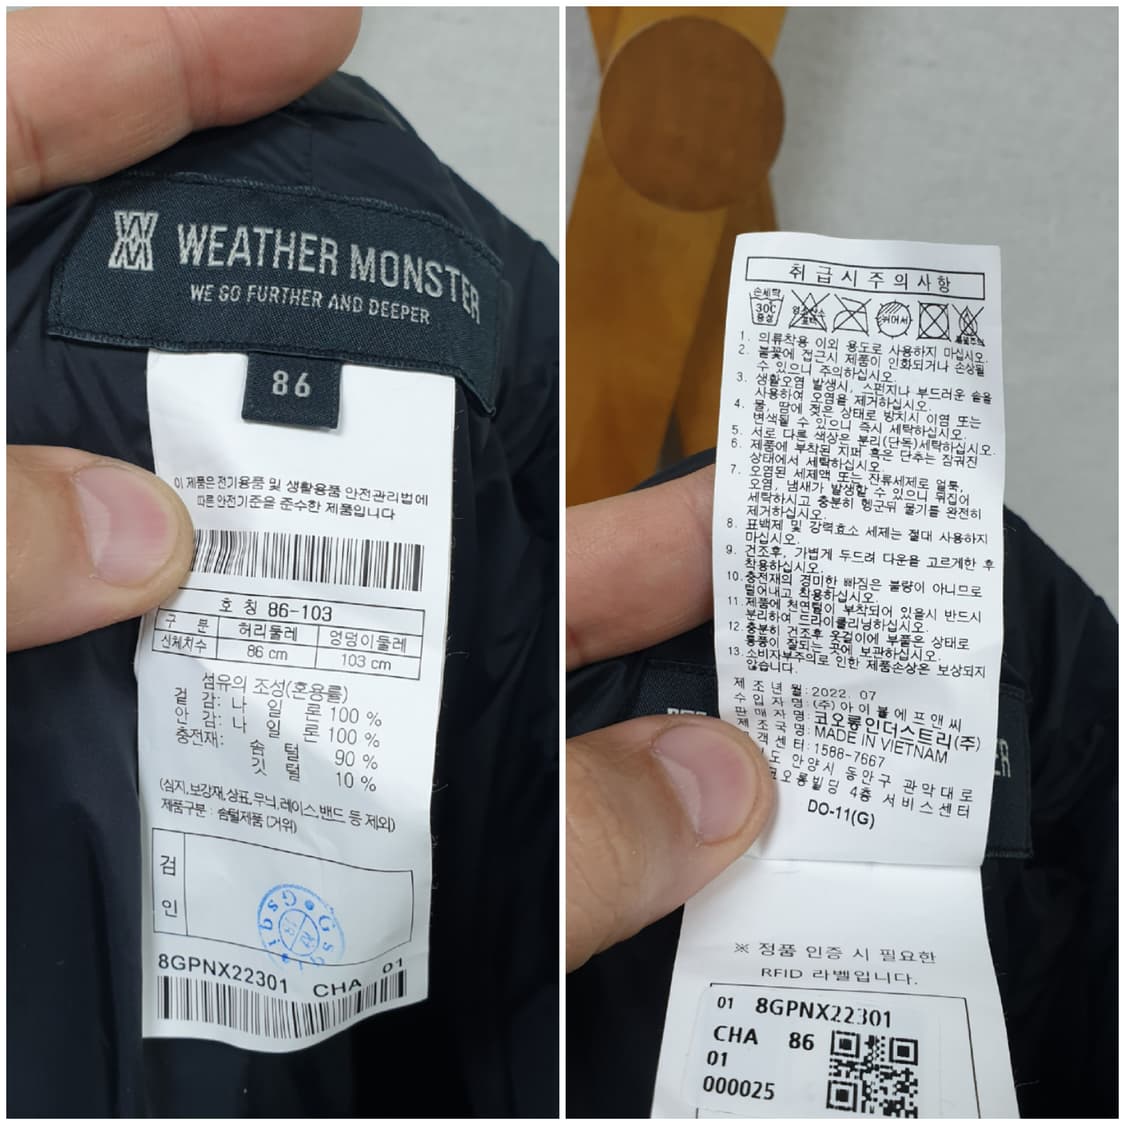 WEATHER MONSTER
WE GO FURTHER AND DEEPER
86
이 제품은 전기용품 및 생활용품 안전관리법에
따른 안전기준을 준수한 제품입니다
호 칭 86-103
구 분 허리둘레 엉덩이둘레
신체치수 86 cm 103 cm
섬유의 조성(혼용률)
겉 감: 나 일 론 100 %
안 감: 나 일 론 100 %
충전재: 솜 털 90 %
깃 털 10 %
(심지,보강재,상표,무늬,레이스,밴드 등 제외)
제품구분 : 솜털제품 (거위)
검
인
8GPNX22301 CHA 01
취급시주의사항
손세탁
30℃
중성
1. 의류착용 이외 용도로 사용하지 마십시오.
2. 불꽃에 접근시 제품이 인화되거나 손상될
수 있으니 주의하십시오.
3. 생활오염 발생시, 스펀지나 부드러운 솔을
사용하여 오염을 제거하십시오.
4. 물, 땀에 젖은 상태로 방치시 이염 또는
변색될 수 있으니 즉시 세탁하십시오.
5. 서로 다른 색상은 분리(단독)세탁하십시오.
6. 제품에 부착된 지퍼 혹은 단추는 잠궈진
상태에서 세탁하십시오.
7. 오염된 세제액 또는 잔류세제로 얼룩,
오염, 냄새가 발생할 수 있으니 뒤집어
세탁하시고 충분히 헹군뒤 물기를 완전히
제거하십시오.
8. 표백제 및 강력효소 세제는 절대 사용하지
마십시오.
9. 건조후, 가볍게 두드려 다운을 고르게한 후
착용하십시오.
10. 충전재의 경미한 빠짐은 불량이 아니므로
털어내고 착용하십시오.
11. 제품에 천연털이 부착되어 있을시 반드시
분리하여 드라이클리닝하십시오.
12. 충분히 건조후 옷걸이에 부품은 상태로
통풍이 잘되는 곳에 보관하십시오.
13. 소비자부주의로 인한 제품손상은 보상되지
않습니다.
제 조 년 월: 2022. 07
수 입 자 명: (주)아이볼에프앤씨
판 매 자 명: 코오롱인더스트리(주)
제 조 국 명: MADE IN VIETNAM
객 센 터: 1588-7667
도 안양시 동안구 관악대로
코오롱빌딩 4층 서비스센터
DO-11(G)
※ 정품 인증 시 필요한
RFID 라벨입니다.
01 8GPNX22301
CHA 86
01
000025